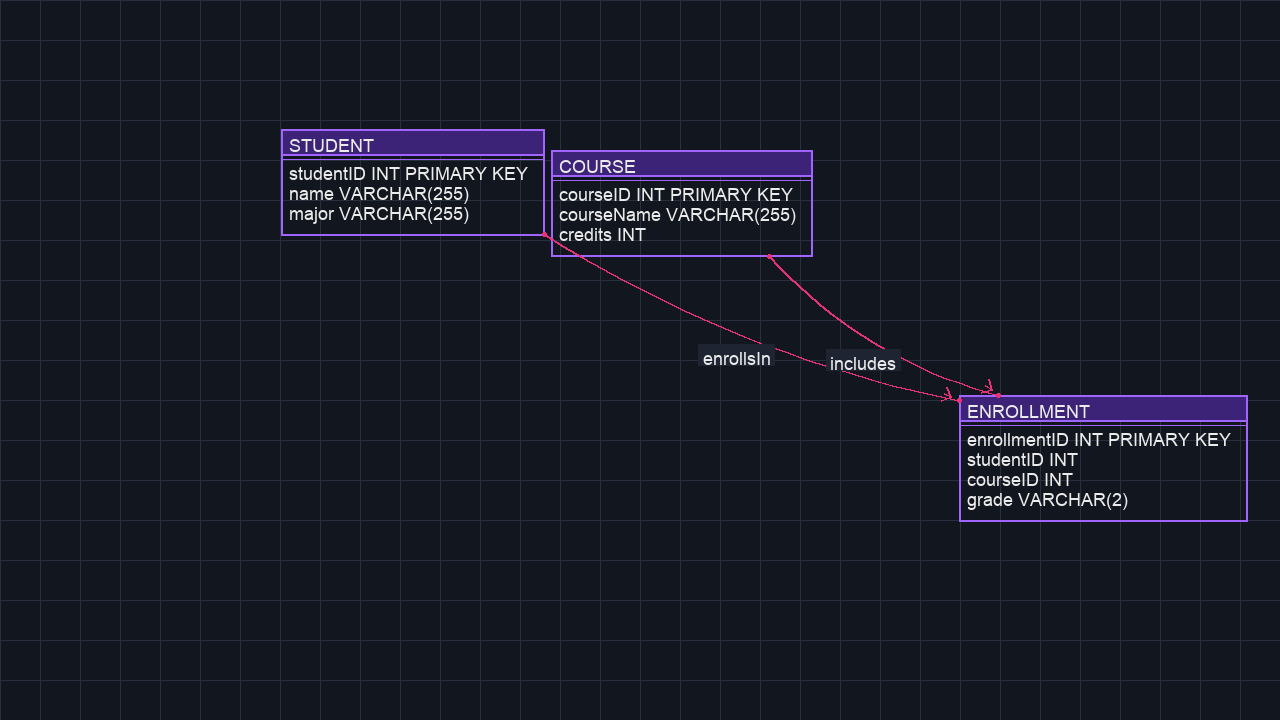 STUDENT
studentID INT PRIMARY KEY
name VARCHAR(255)
major VARCHAR(255)
COURSE
courseID INT PRIMARY KEY
courseName VARCHAR(255)
credits INT
enrollsIn
includes
ENROLLMENT
enrollmentID INT PRIMARY KEY
studentID INT
courseID INT
grade VARCHAR(2)